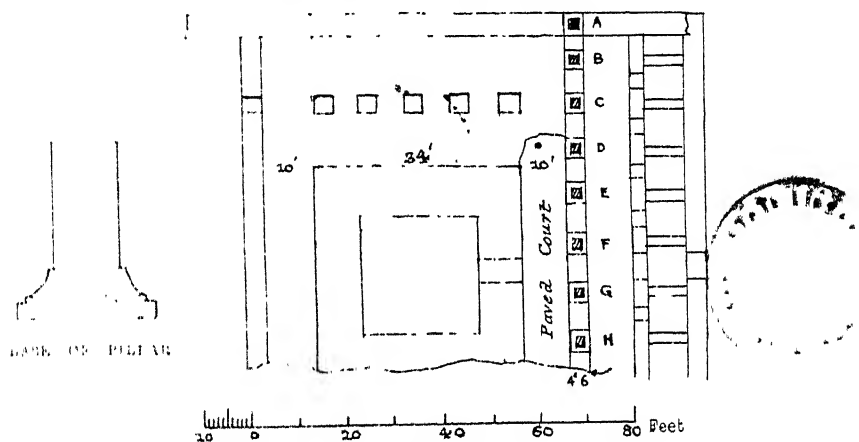 A
B
C
D
10' 34' 10'
E
Paved Court
F
G
H
BASE OF PILLAR
4' 6
10 0 20 40 60 80 Feet